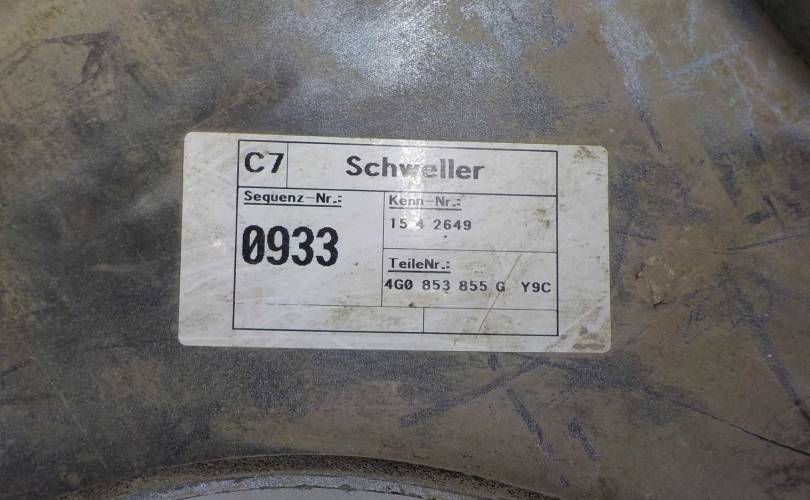 C7 Schweller
Sequenz-Nr.:
0933
Kenn-Nr.:
15 4 2649
TeileNr.:
4G0 853 855 G Y9C